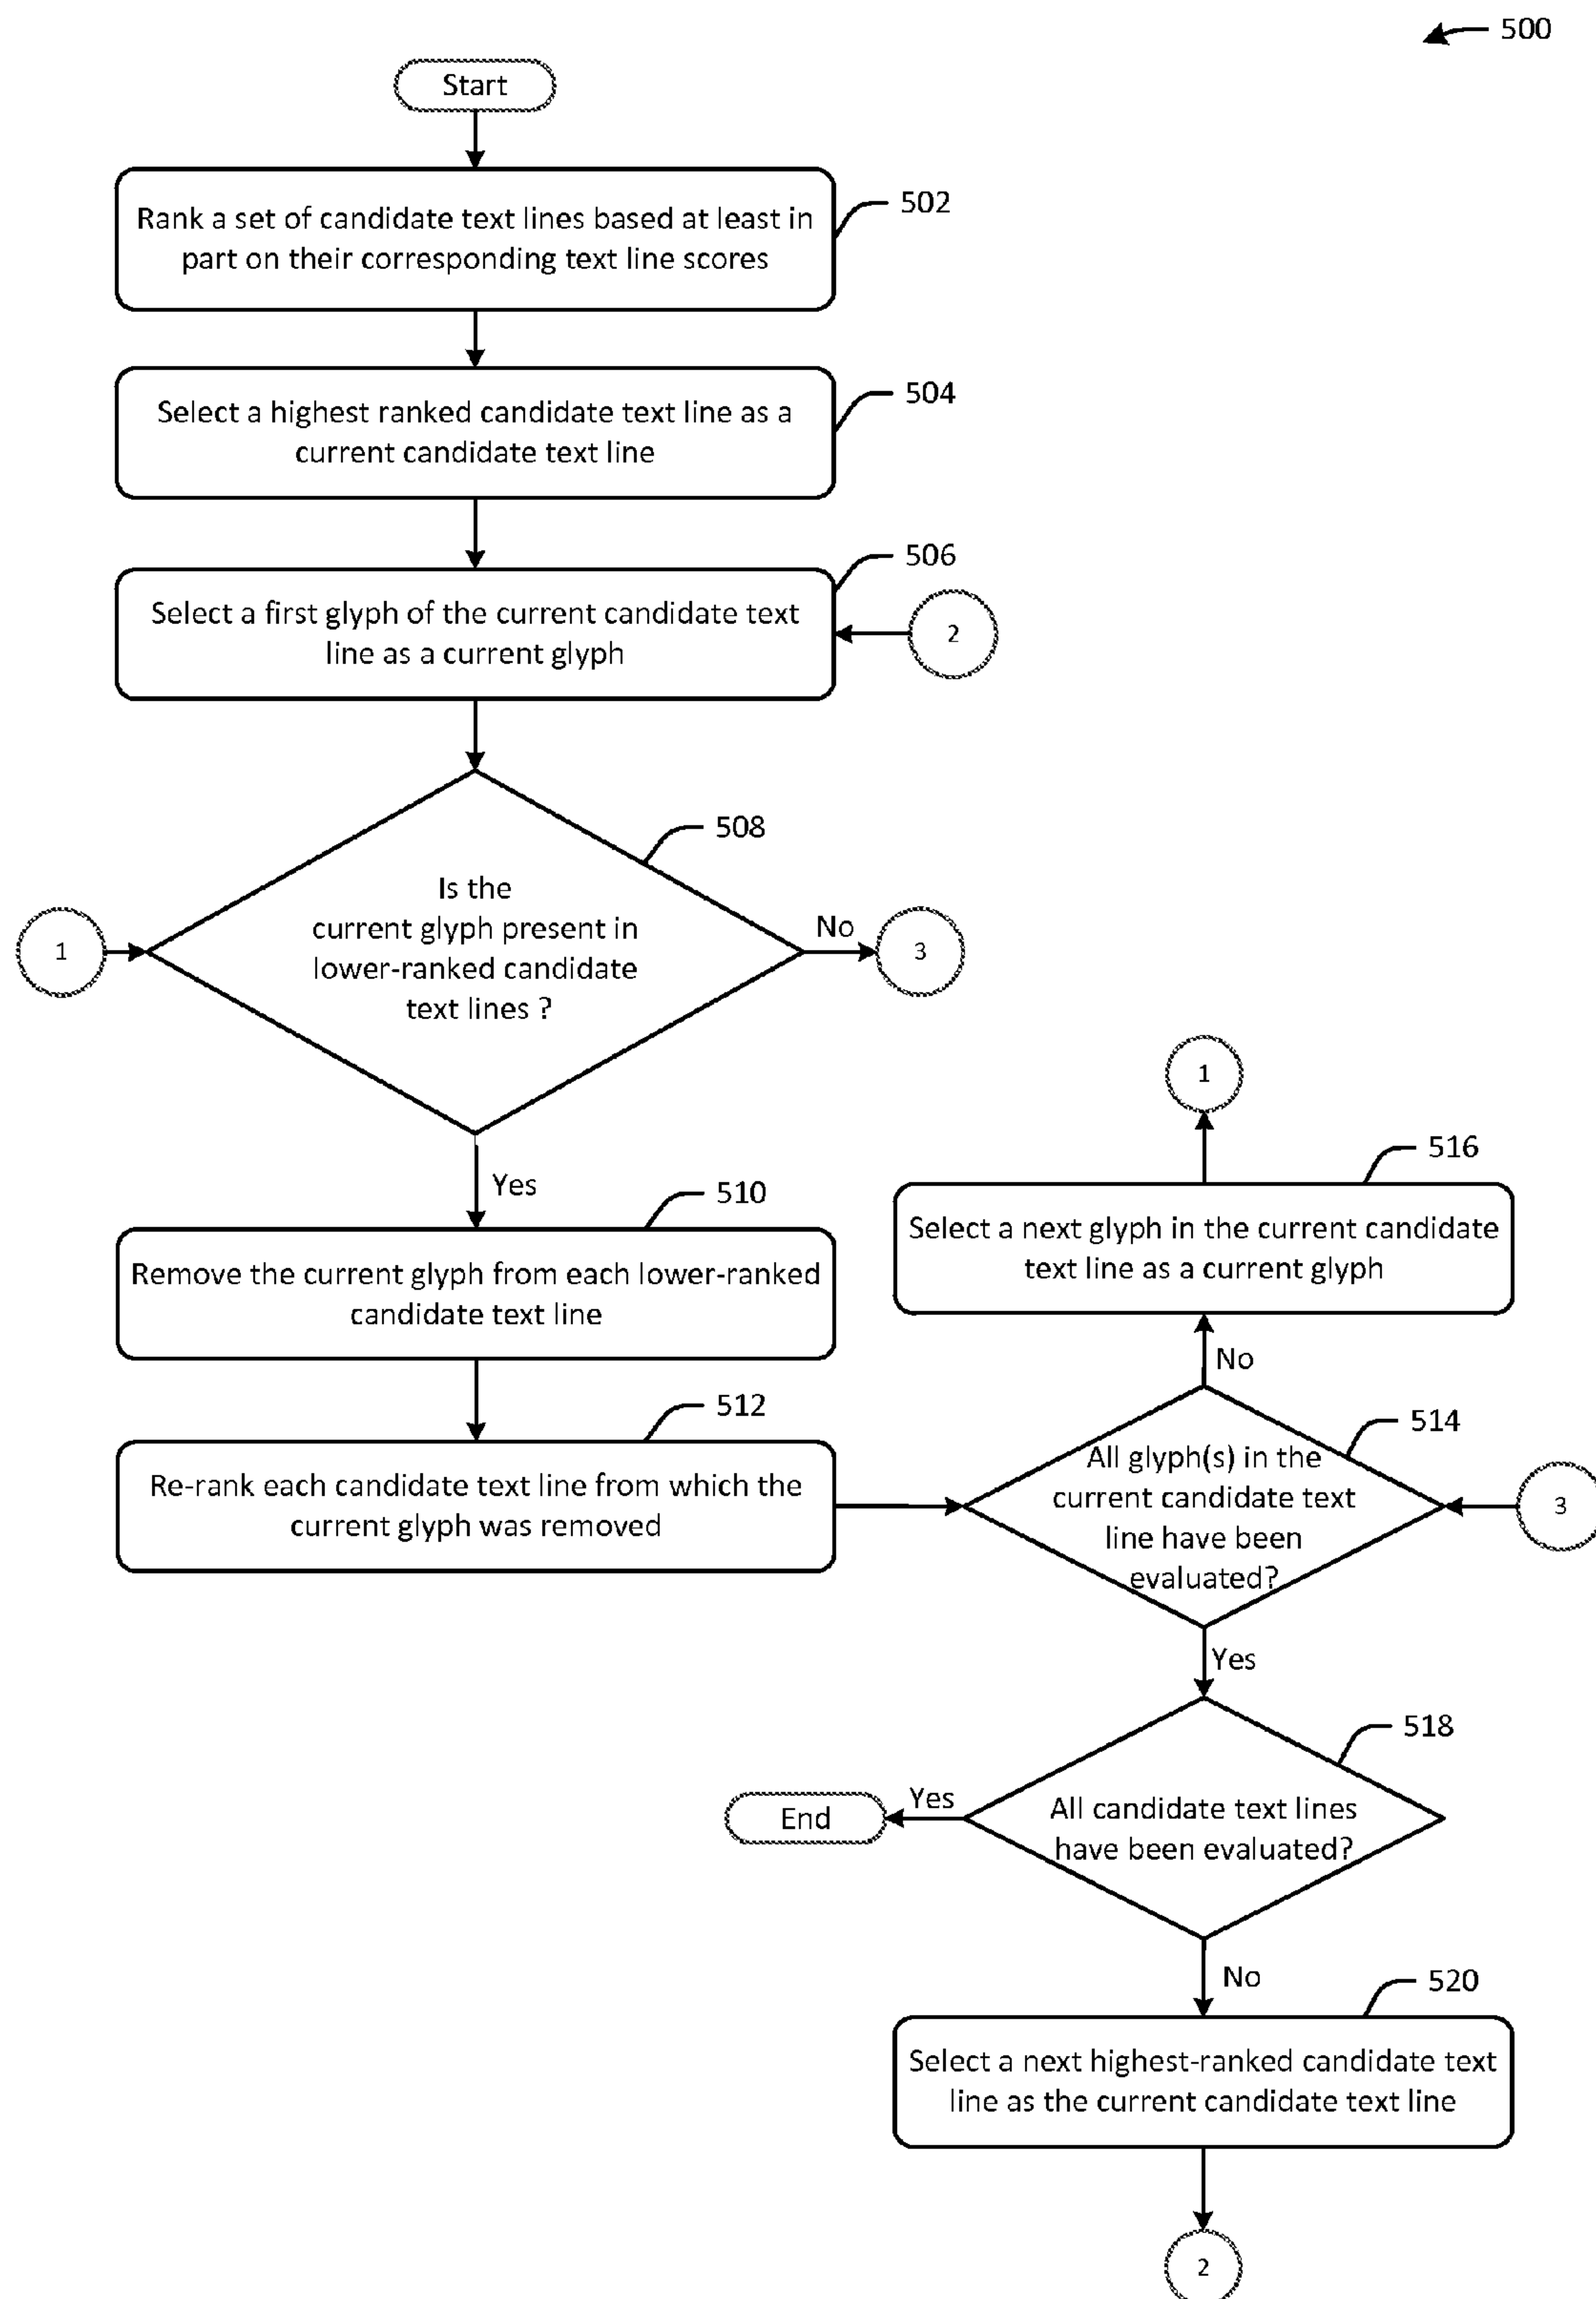 500
Start
Rank a set of candidate text lines based at least in
part on their corresponding text line scores
502
Select a highest ranked candidate text line as a
current candidate text line
504
506
Select a first glyph of the current candidate text
line as a current glyph
2
508
Is the
current glyph present in
lower-ranked candidate
text lines ?
1
No
3
Yes
510
Remove the current glyph from each lower-ranked
candidate text line
512
Re-rank each candidate text line from which the
current glyph was removed
1
516
Select a next glyph in the current candidate
text line as a current glyph
No
514
All glyph(s) in the
current candidate text
line have been
evaluated?
3
Yes
518
All candidate text lines
have been evaluated?
Yes
End
No
520
Select a next highest-ranked candidate text
line as the current candidate text line
2